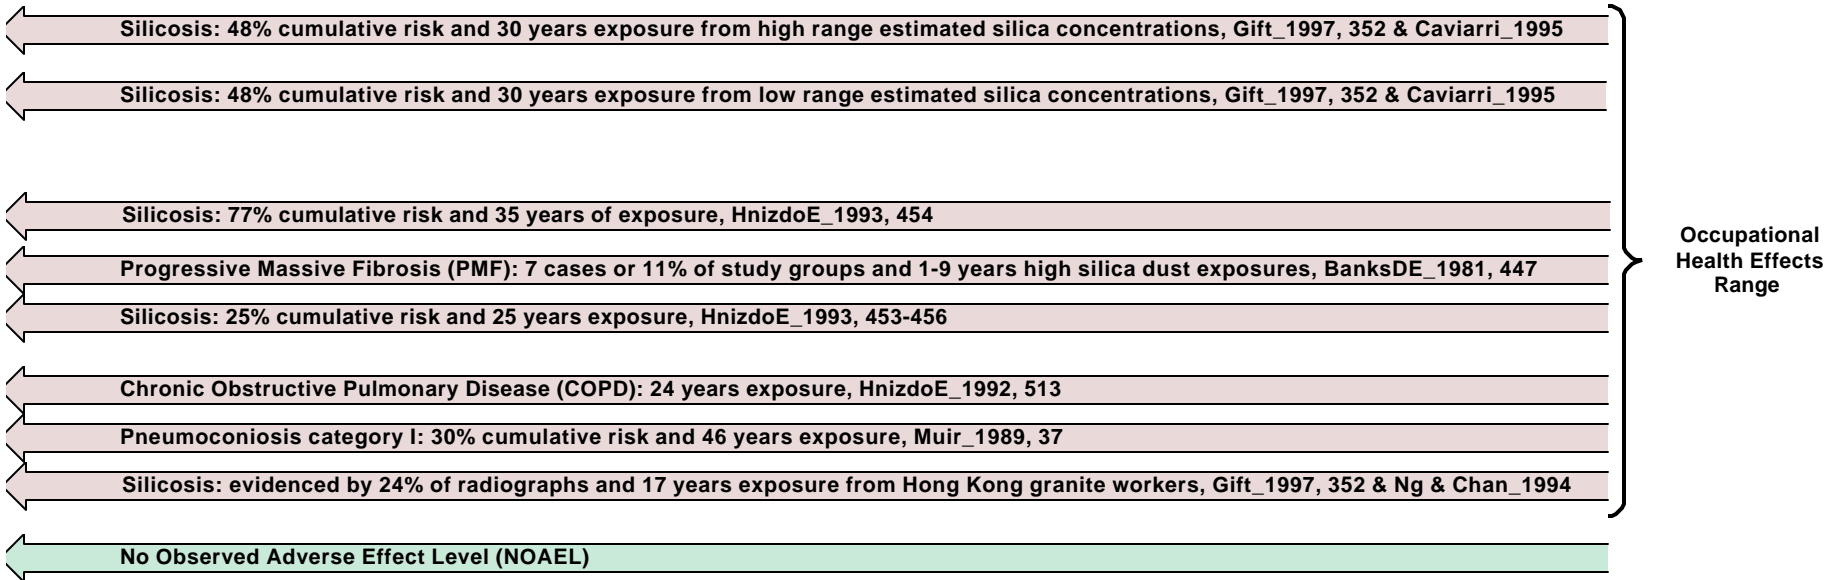 Silicosis: 48% cumulative risk and 30 years exposure from high range estimated silica concentrations, Gift_1997, 352 & Caviarri_1995
Silicosis: 48% cumulative risk and 30 years exposure from low range estimated silica concentrations, Gift_1997, 352 & Caviarri_1995
Silicosis: 77% cumulative risk and 35 years of exposure, HnizdoE_1993, 454
Progressive Massive Fibrosis (PMF): 7 cases or 11% of study groups and 1-9 years high silica dust exposures, BanksDE_1981, 447
Silicosis: 25% cumulative risk and 25 years exposure, HnizdoE_1993, 453-456
Chronic Obstructive Pulmonary Disease (COPD): 24 years exposure, HnizdoE_1992, 513
Pneumoconiosis category I: 30% cumulative risk and 46 years exposure, Muir_1989, 37
Silicosis: evidenced by 24% of radiographs and 17 years exposure from Hong Kong granite workers, Gift_1997, 352 & Ng & Chan_1994
No Observed Adverse Effect Level (NOAEL)
Occupational
Health Effects
Range